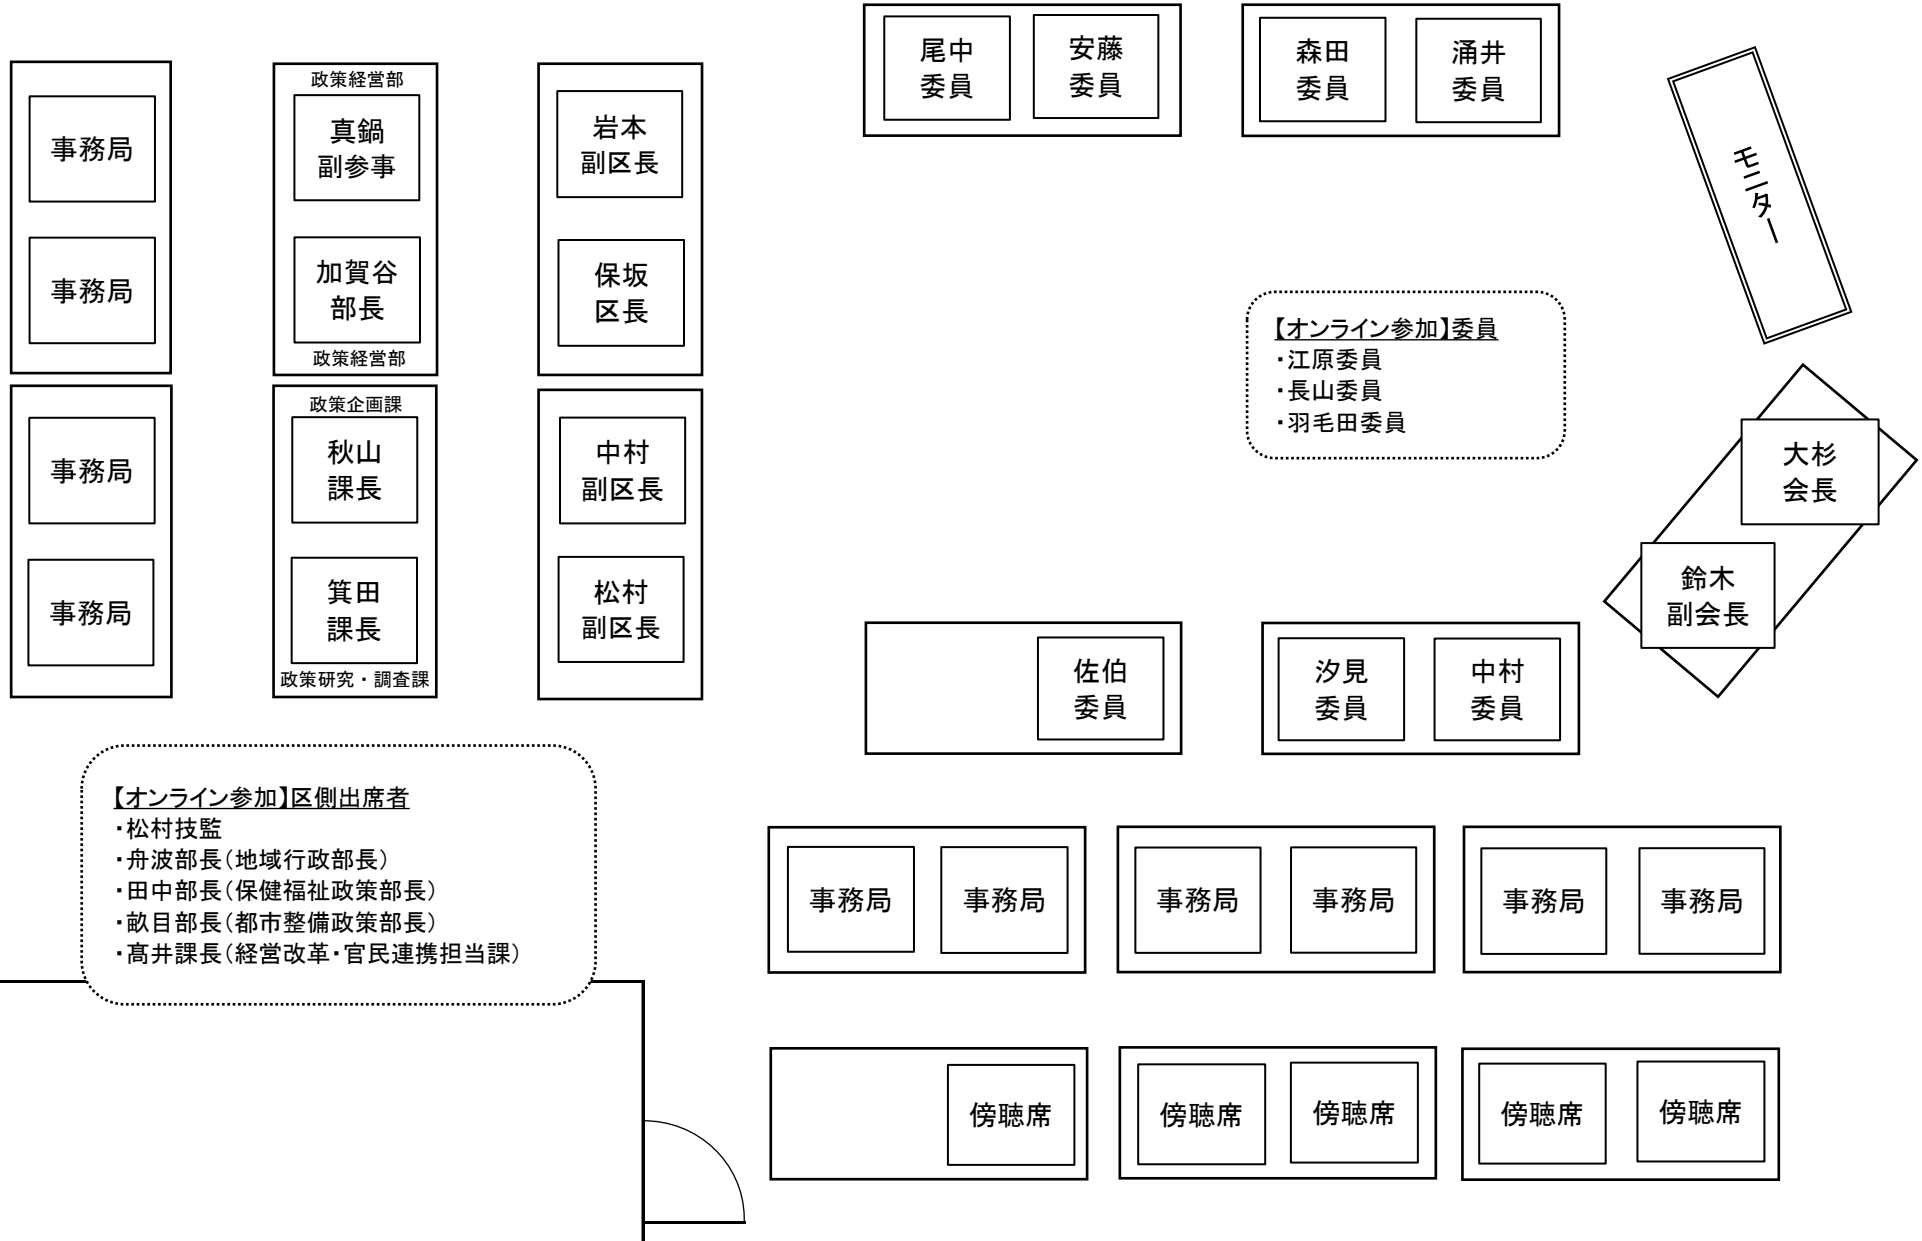 尾中
委員
安藤
委員
森田
委員
涌井
委員
モニター
事務局
事務局
政策経営部
真鍋
副参事
加賀谷
部長
政策経営部
岩本
副区長
保坂
区長
【オンライン参加】委員
・江原委員
・長山委員
・羽毛田委員
事務局
事務局
政策企画課
秋山
課長
箕田
課長
政策研究・調査課
中村
副区長
松村
副区長
大杉
会長
鈴木
副会長
佐伯
委員
汐見
委員
中村
委員
【オンライン参加】区側出席者
・松村技監
・舟波部長(地域行政部長)
・田中部長(保健福祉政策部長)
・畝目部長(都市整備政策部長)
・髙井課長(経営改革・官民連携担当課)
事務局
事務局
事務局
事務局
事務局
事務局
傍聴席
傍聴席
傍聴席
傍聴席
傍聴席